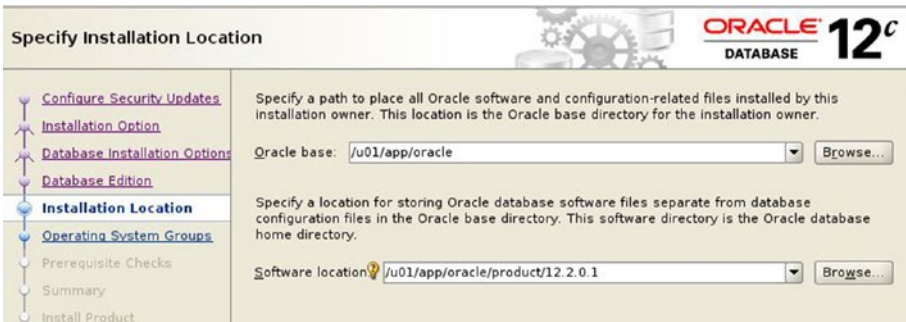 Specify Installation Location
ORACLE
DATABASE
12c
Configure Security Updates
Installation Option
Database Installation Options
Database Edition
Installation Location
Operating System Groups
Prerequisite Checks
Summary
Install Product
Specify a path to place all Oracle software and configuration-related files installed by this
installation owner. This location is the Oracle base directory for the installation owner.
Oracle base: /u01/app/oracle Browse...
Specify a location for storing Oracle database software files separate from database
configuration files in the Oracle base directory. This software directory is the Oracle database
home directory.
Software location /u01/app/oracle/product/12.2.0.1 Browse...